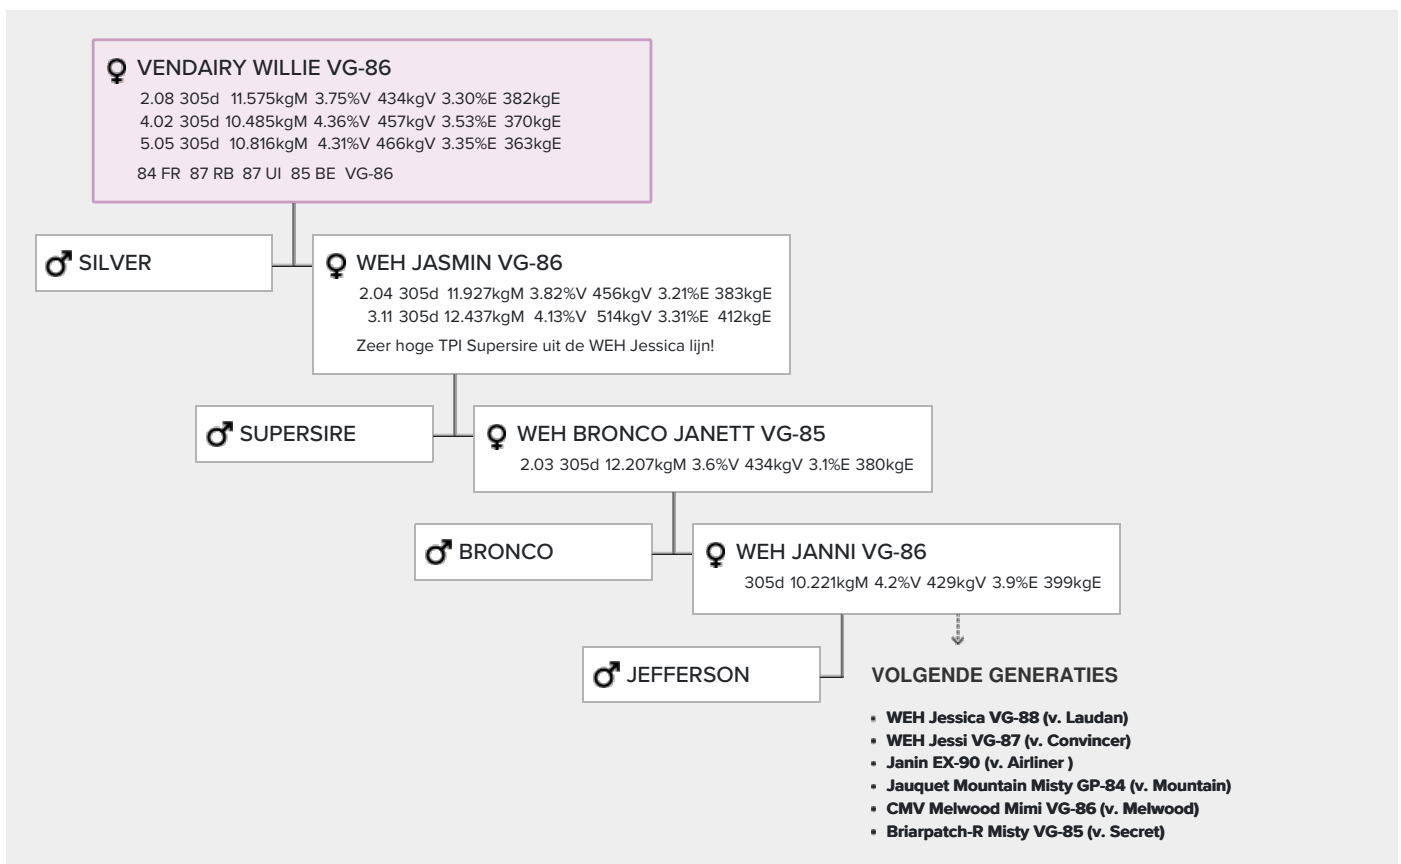 VENDAIRY WILLIE VG-86
2.08 305d 11.575kgM 3.75%V 434kgV 3.30%E 382kgE
4.02 305d 10.485kgM 4.36%V 457kgV 3.53%E 370kgE
5.05 305d 10.816kgM 4.31%V 466kgV 3.35%E 363kgE
84 FR 87 RB 87 UI 85 BE VG-86
SILVER
WEH JASMIN VG-86
2.04 305d 11.927kgM 3.82%V 456kgV 3.21%E 383kgE
3.11 305d 12.437kgM 4.13%V 514kgV 3.31%E 412kgE
Zeer hoge TPI Supersire uit de WEH Jessica lijn!
SUPERSIRE
WEH BRONCO JANETT VG-85
2.03 305d 12.207kgM 3.6%V 434kgV 3.1%E 380kgE
BRONCO
WEH JANNI VG-86
305d 10.221kgM 4.2%V 429kgV 3.9%E 399kgE
JEFFERSON
VOLGENDE GENERATIES
• WEH Jessica VG-88 (v. Laudan)
• WEH Jessi VG-87 (v. Convincer)
• Janin EX-90 (v. Airliner )
• Jauquet Mountain Misty GP-84 (v. Mountain)
• CMV Melwood Mimi VG-86 (v. Melwood)
• Briarpatch-R Misty VG-85 (v. Secret)